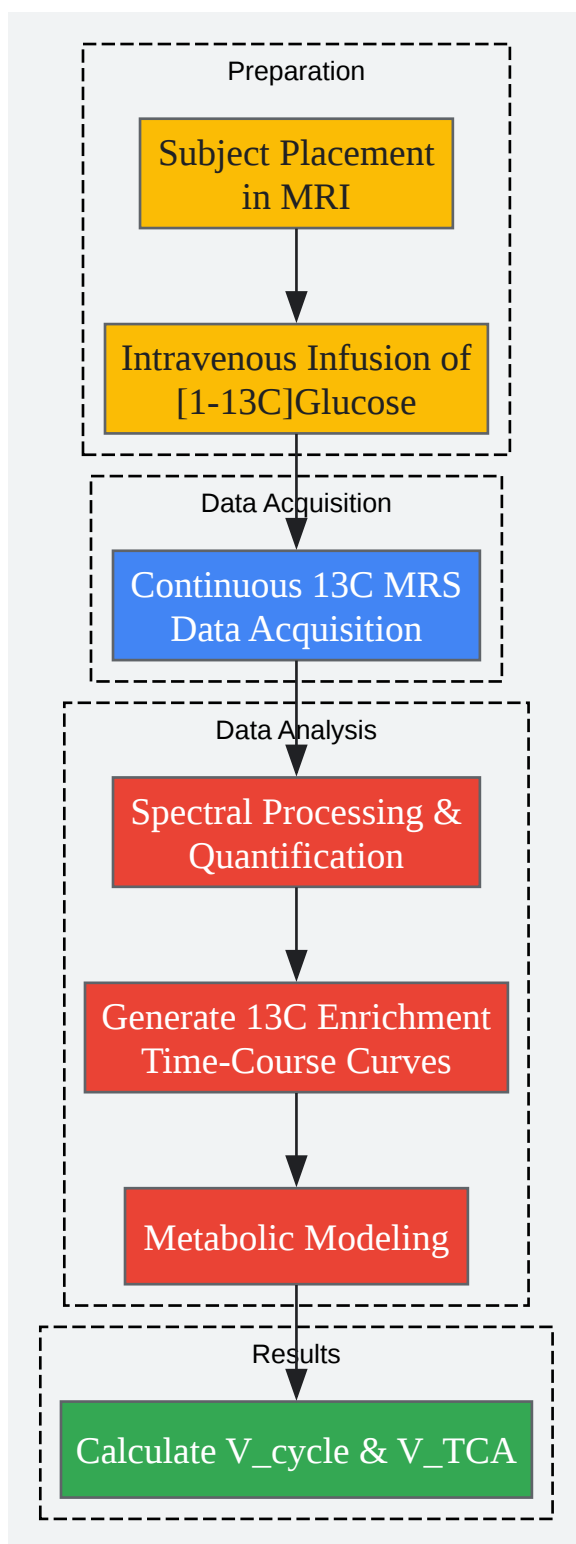 Preparation
Subject Placement
in MRI
Intravenous Infusion of
[1-13C]Glucose
Data Acquisition
Continuous 13C MRS
Data Acquisition
Data Analysis
Spectral Processing &
Quantification
Generate 13C Enrichment
Time-Course Curves
Metabolic Modeling
Results
Calculate V_cycle & V_TCA